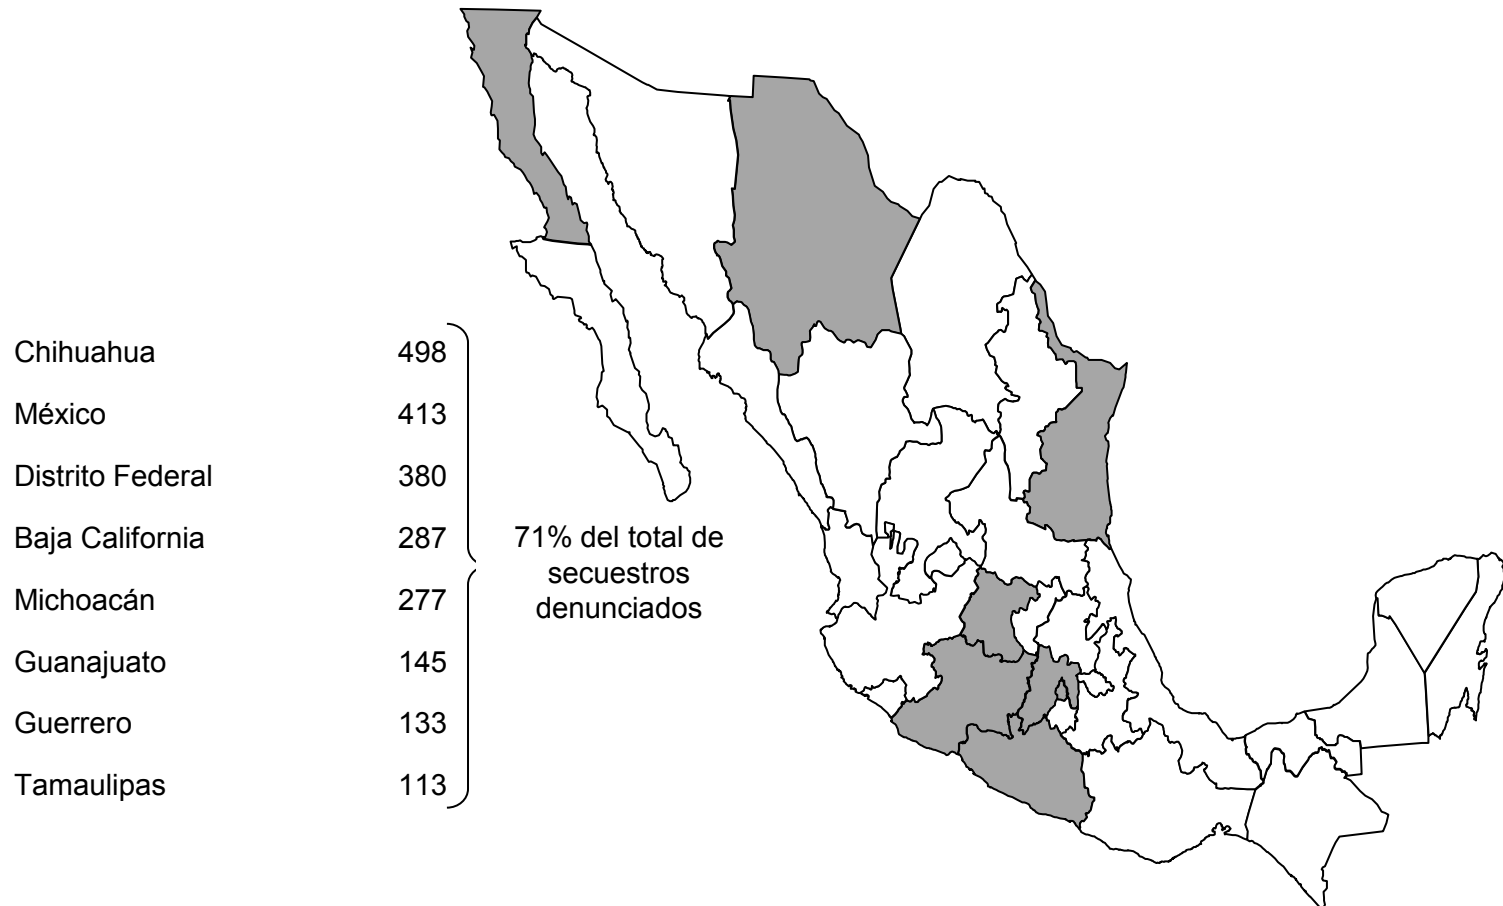 Chihuahua 498
México 413
Distrito Federal 380
Baja California 287
Michoacán 277
Guanajuato 145
Guerrero 133
Tamaulipas 113
71% del total de
secuestros
denunciados